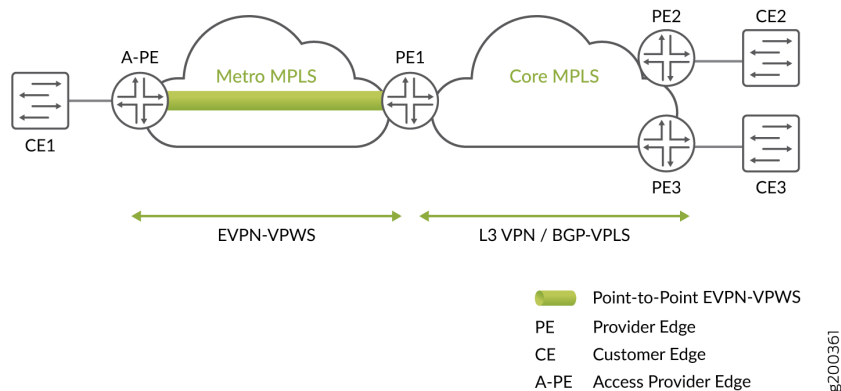 PE2
CE2
A-PE
PE1
Metro MPLS
Core MPLS
CE1
PE3
CE3
EVPN-VPWS
L3 VPN / BGP-VPLS
Point-to-Point EVPN-VPWS
PE Provider Edge
CE Customer Edge
A-PE Access Provider Edge
g200361